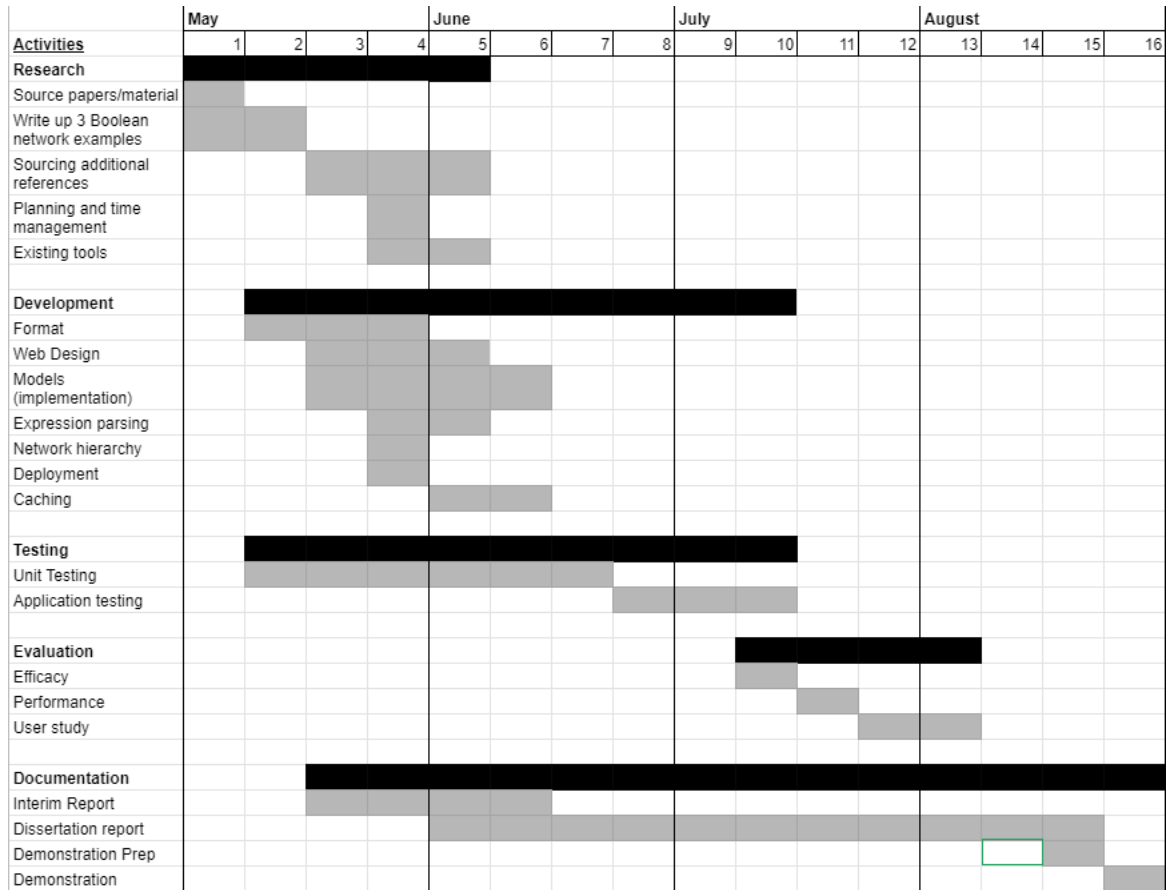 May June July August
Activities 1 2 3 4 5 6 7 8 9 10 11 12 13 14 15 16
Research
Source papers/material
Write up 3 Boolean
network examples
Sourcing additional
references
Planning and time
management
Existing tools
Development
Format
Web Design
Models
(implementation)
Expression parsing
Network hierarchy
Deployment
Caching
Testing
Unit Testing
Application testing
Evaluation
Efficacy
Performance
User study
Documentation
Interim Report
Dissertation report
Demonstration Prep
Demonstration